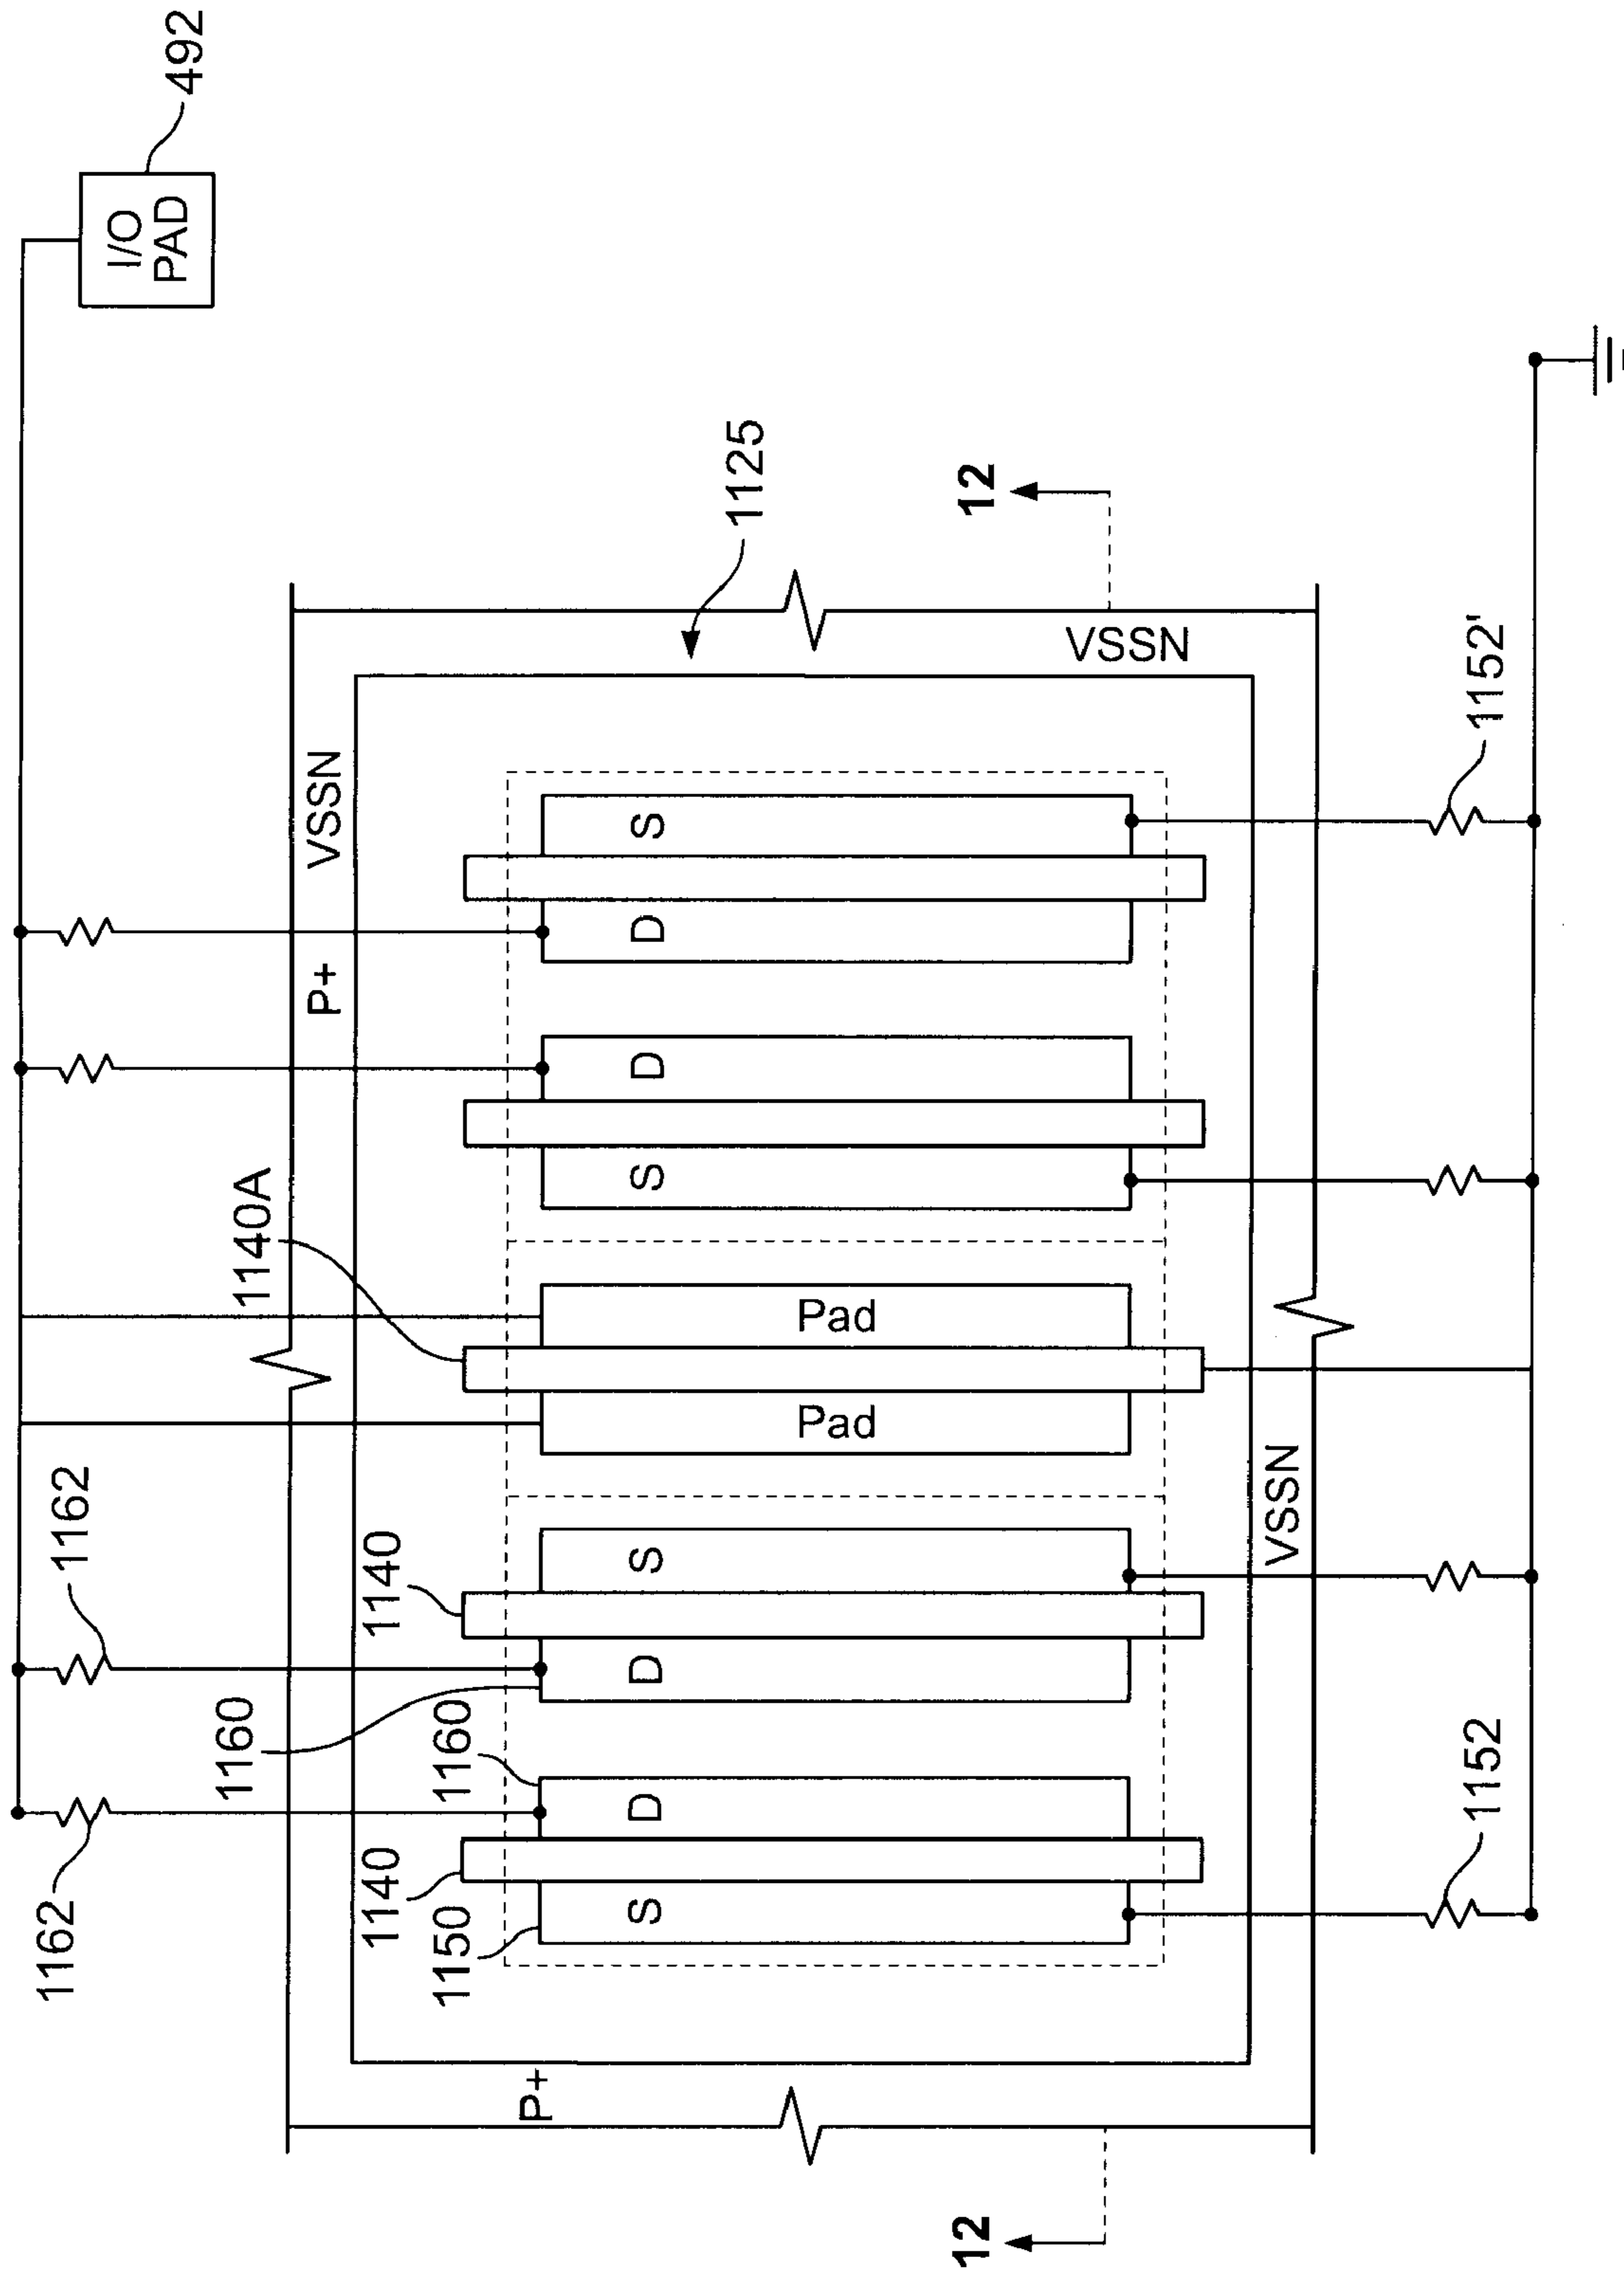 492
I/O
PAD
1125
12
VSSN
1152'
VSSN
S
D
P+
D
S
1140A
Pad
Pad
VSSN
1162
1140
S
D
1160
1160
D
1152
1162
1140
1150
S
P+
12